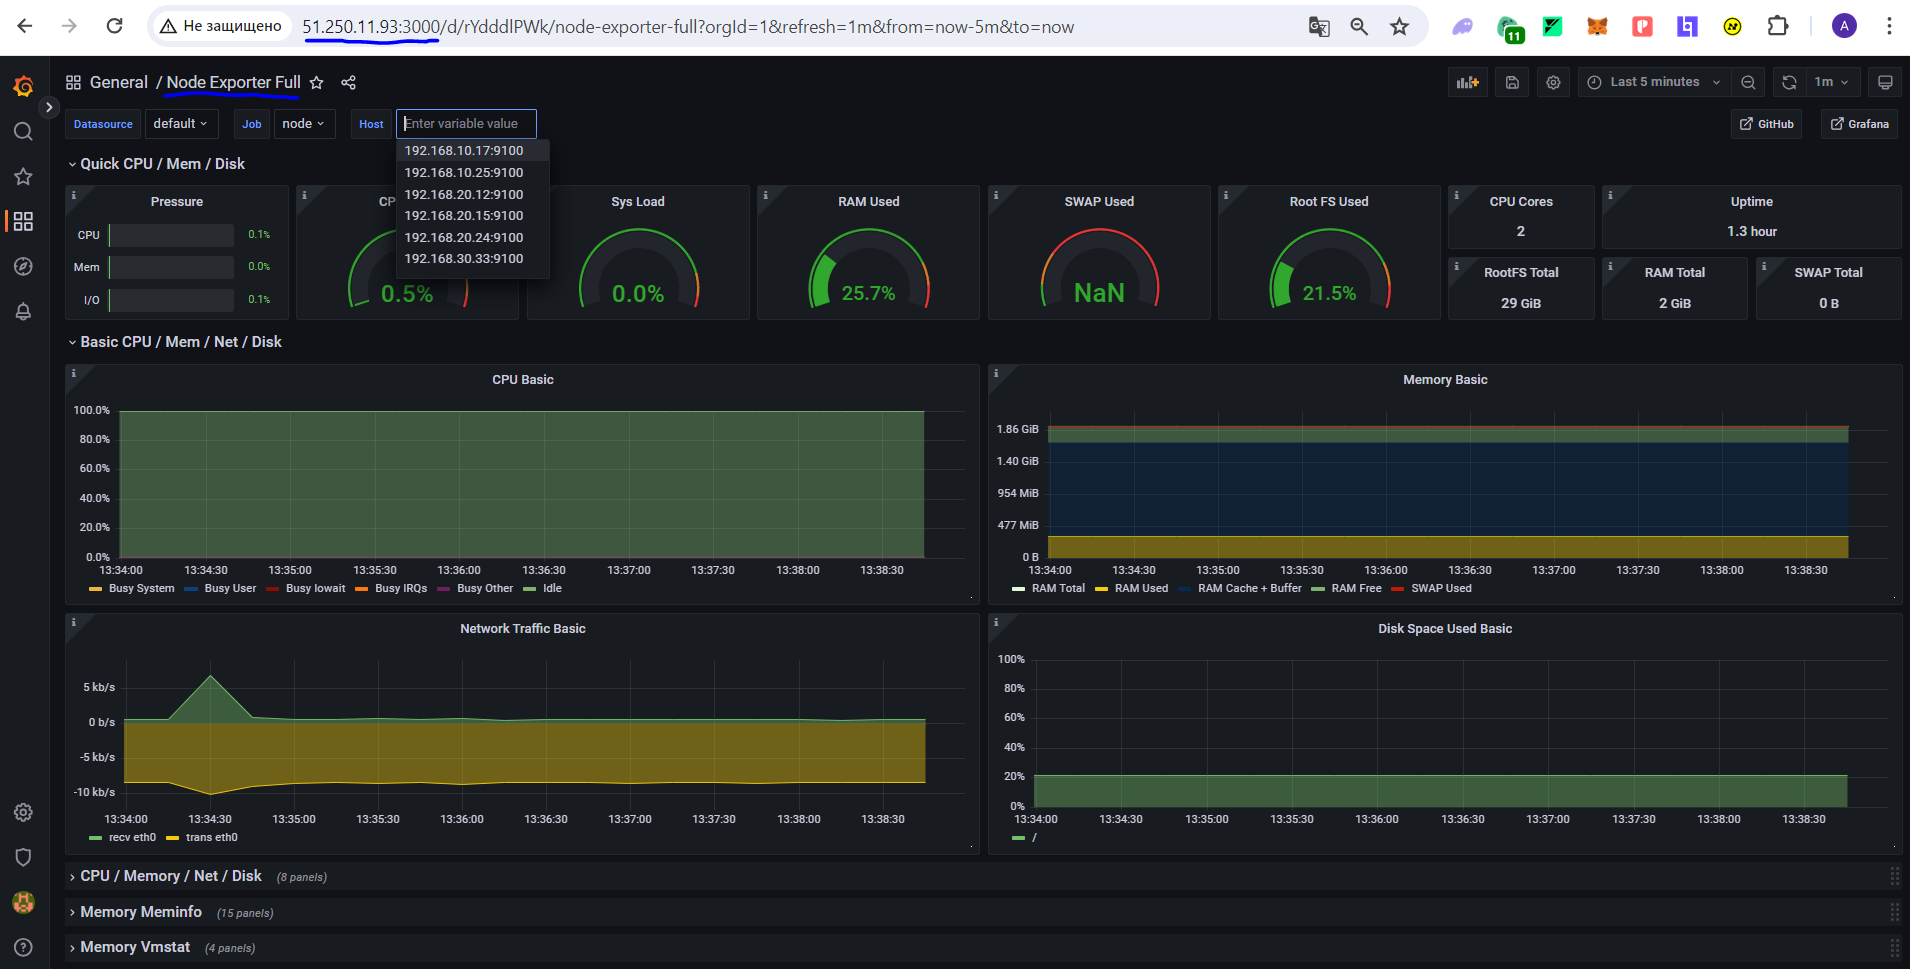 Не защищено
51.250.11.93:3000/d/rYdddlPWk/node-exporter-full?orgId=1&refresh=1m&from=now-5m&to=now
11
A
General / Node Exporter Full
Last 5 minutes
1m
Datasource default Job node Host Enter variable value
GitHub
Grafana
192.168.10.17:9100
192.168.10.25:9100
192.168.20.12:9100
192.168.20.15:9100
192.168.20.24:9100
192.168.30.33:9100
Quick CPU / Mem / Disk
Pressure
CPU 0.1%
Mem 0.0%
I/O 0.1%
CP
0.5%
Sys Load
0.0%
RAM Used
25.7%
SWAP Used
NaN
Root FS Used
21.5%
CPU Cores
2
Uptime
1.3 hour
RootFS Total
29 GiB
RAM Total
2 GiB
SWAP Total
0 B
Basic CPU / Mem / Net / Disk
CPU Basic
100.0%
80.0%
60.0%
40.0%
20.0%
0.0%
13:34:00 13:34:30 13:35:00 13:35:30 13:36:00 13:36:30 13:37:00 13:37:30 13:38:00 13:38:30
Busy System Busy User Busy Iowait Busy IRQs Busy Other Idle
Memory Basic
1.86 GiB
1.40 GiB
954 MiB
477 MiB
0 B
13:34:00 13:34:30 13:35:00 13:35:30 13:36:00 13:36:30 13:37:00 13:37:30 13:38:00 13:38:30
RAM Total RAM Used RAM Cache + Buffer RAM Free SWAP Used
Network Traffic Basic
5 kb/s
0 b/s
-5 kb/s
-10 kb/s
13:34:00 13:34:30 13:35:00 13:35:30 13:36:00 13:36:30 13:37:00 13:37:30 13:38:00 13:38:30
recv eth0 trans eth0
Disk Space Used Basic
100%
80%
60%
40%
20%
0%
13:34:00 13:34:30 13:35:00 13:35:30 13:36:00 13:36:30 13:37:00 13:37:30 13:38:00 13:38:30
/
CPU / Memory / Net / Disk (8 panels)
Memory Meminfo (15 panels)
Memory Vmstat (4 panels)